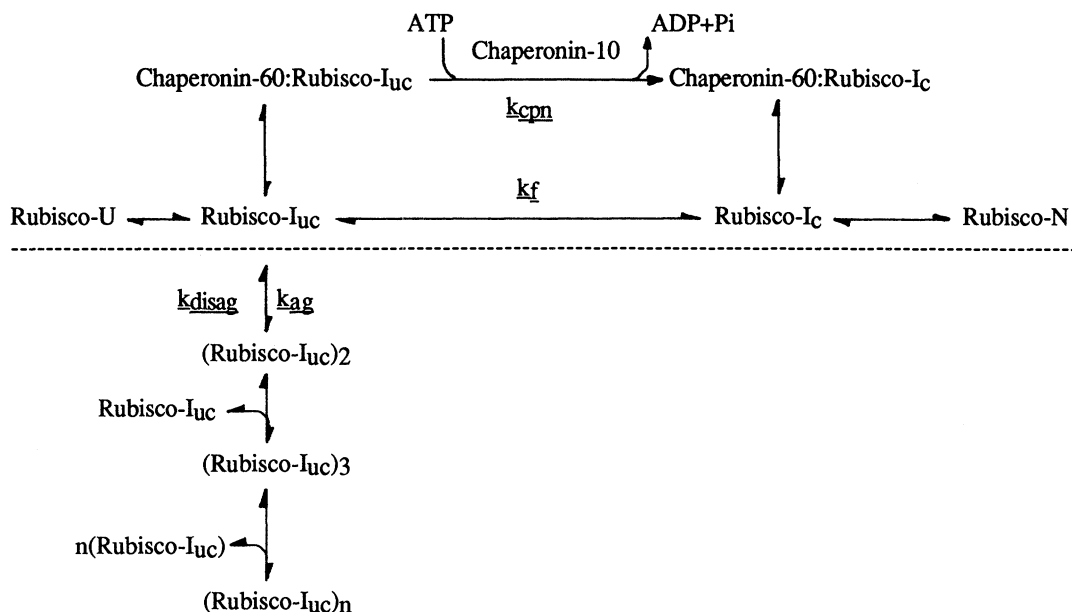 ATP ADP+Pi
Chaperonin-10
Chaperonin-60:Rubisco-Iuc Chaperonin-60:Rubisco-Ic
kcpn
kf
Rubisco-U Rubisco-Iuc Rubisco-Ic Rubisco-N
kdisag kag
(Rubisco-Iuc)2
Rubisco-Iuc
(Rubisco-Iuc)3
n(Rubisco-Iuc)
(Rubisco-Iuc)n